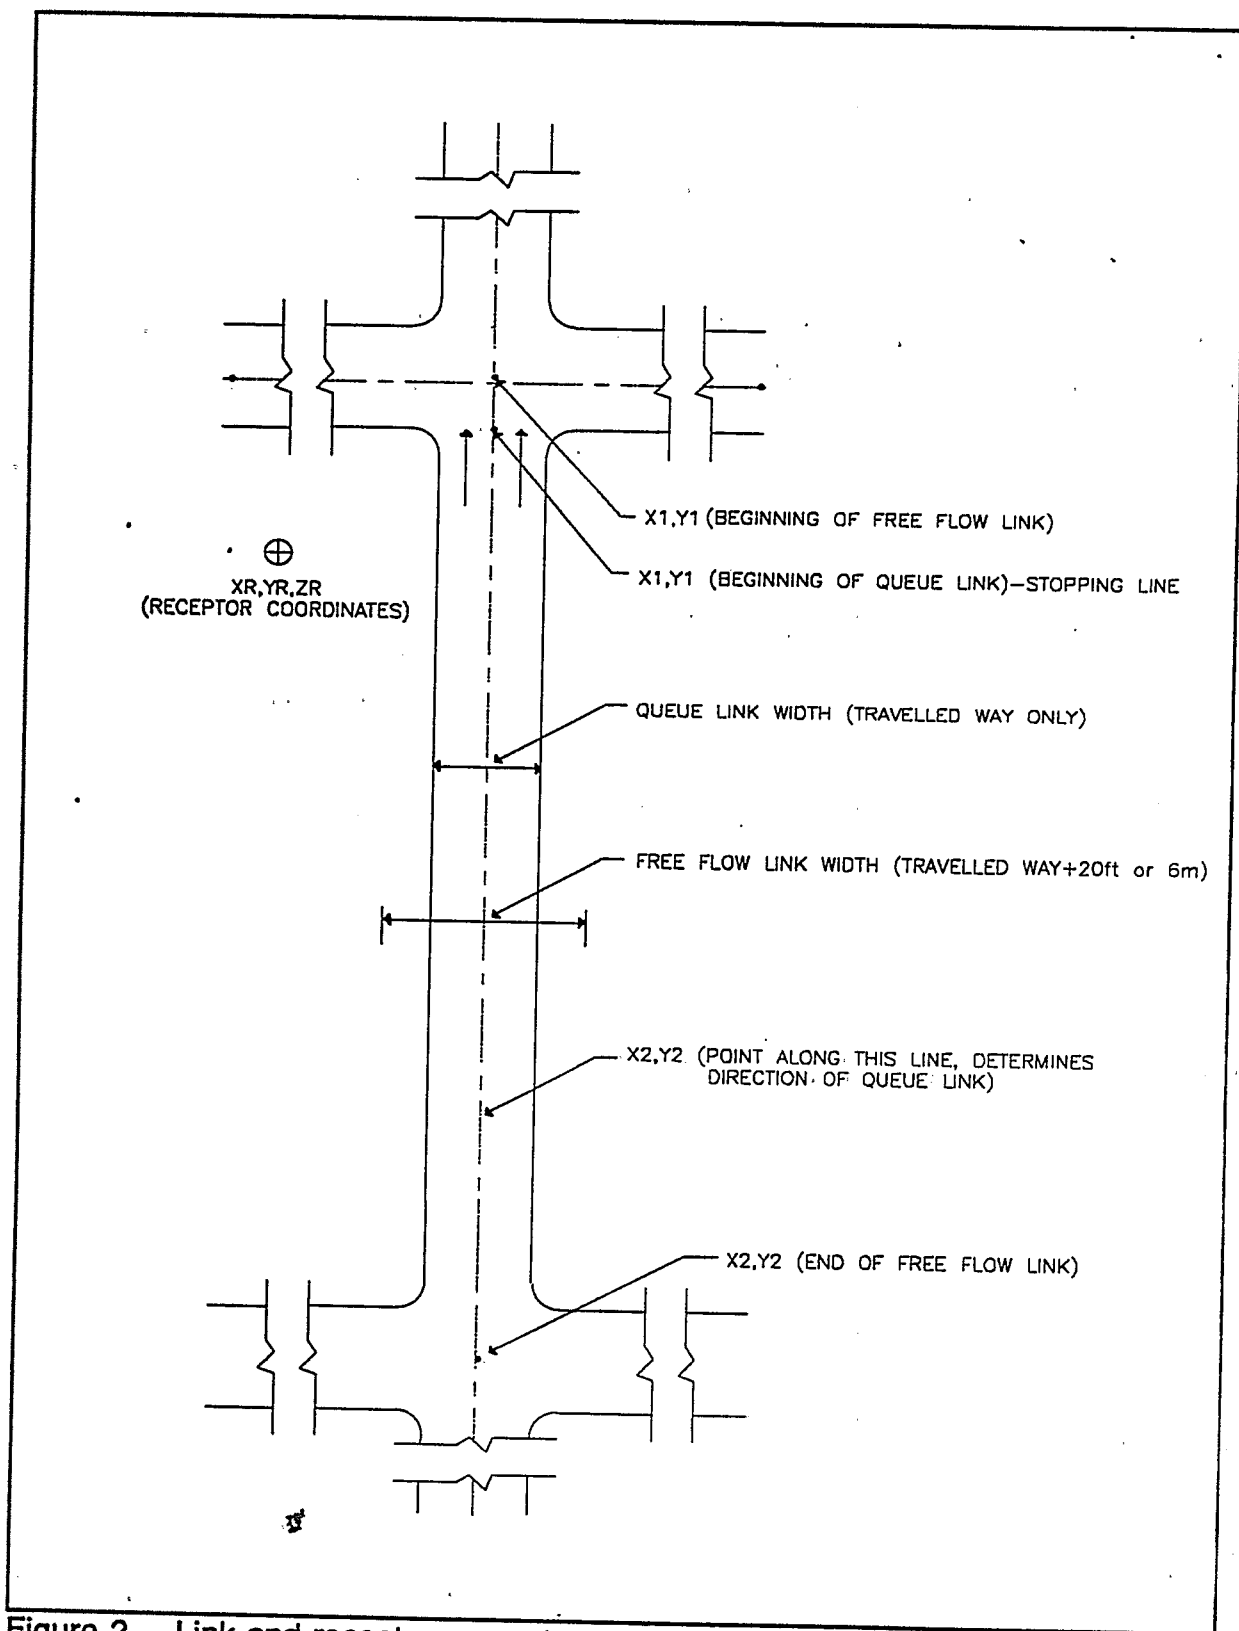 X1,Y1 (BEGINNING OF FREE FLOW LINK)
X1,Y1 (BEGINNING OF QUEUE LINK)-STOPPING LINE
XR,YR,ZR
(RECEPTOR COORDINATES)
QUEUE LINK WIDTH (TRAVELLED WAY ONLY)
FREE FLOW LINK WIDTH (TRAVELLED WAY+20ft or 6m)
X2,Y2 (POINT ALONG THIS LINE, DETERMINES
DIRECTION OF QUEUE LINK)
X2,Y2 (END OF FREE FLOW LINK)
Figure 2. Link and